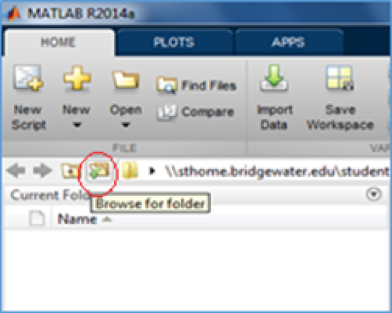 MATLAB R2014a
HOME PLOTS APPS
New Script
New
Open
Find Files
Compare
Import Data
Save Workspace
FILE
VAR
\\sthome.bridgewater.edu\student
Current Fold
Browse for folder
Name